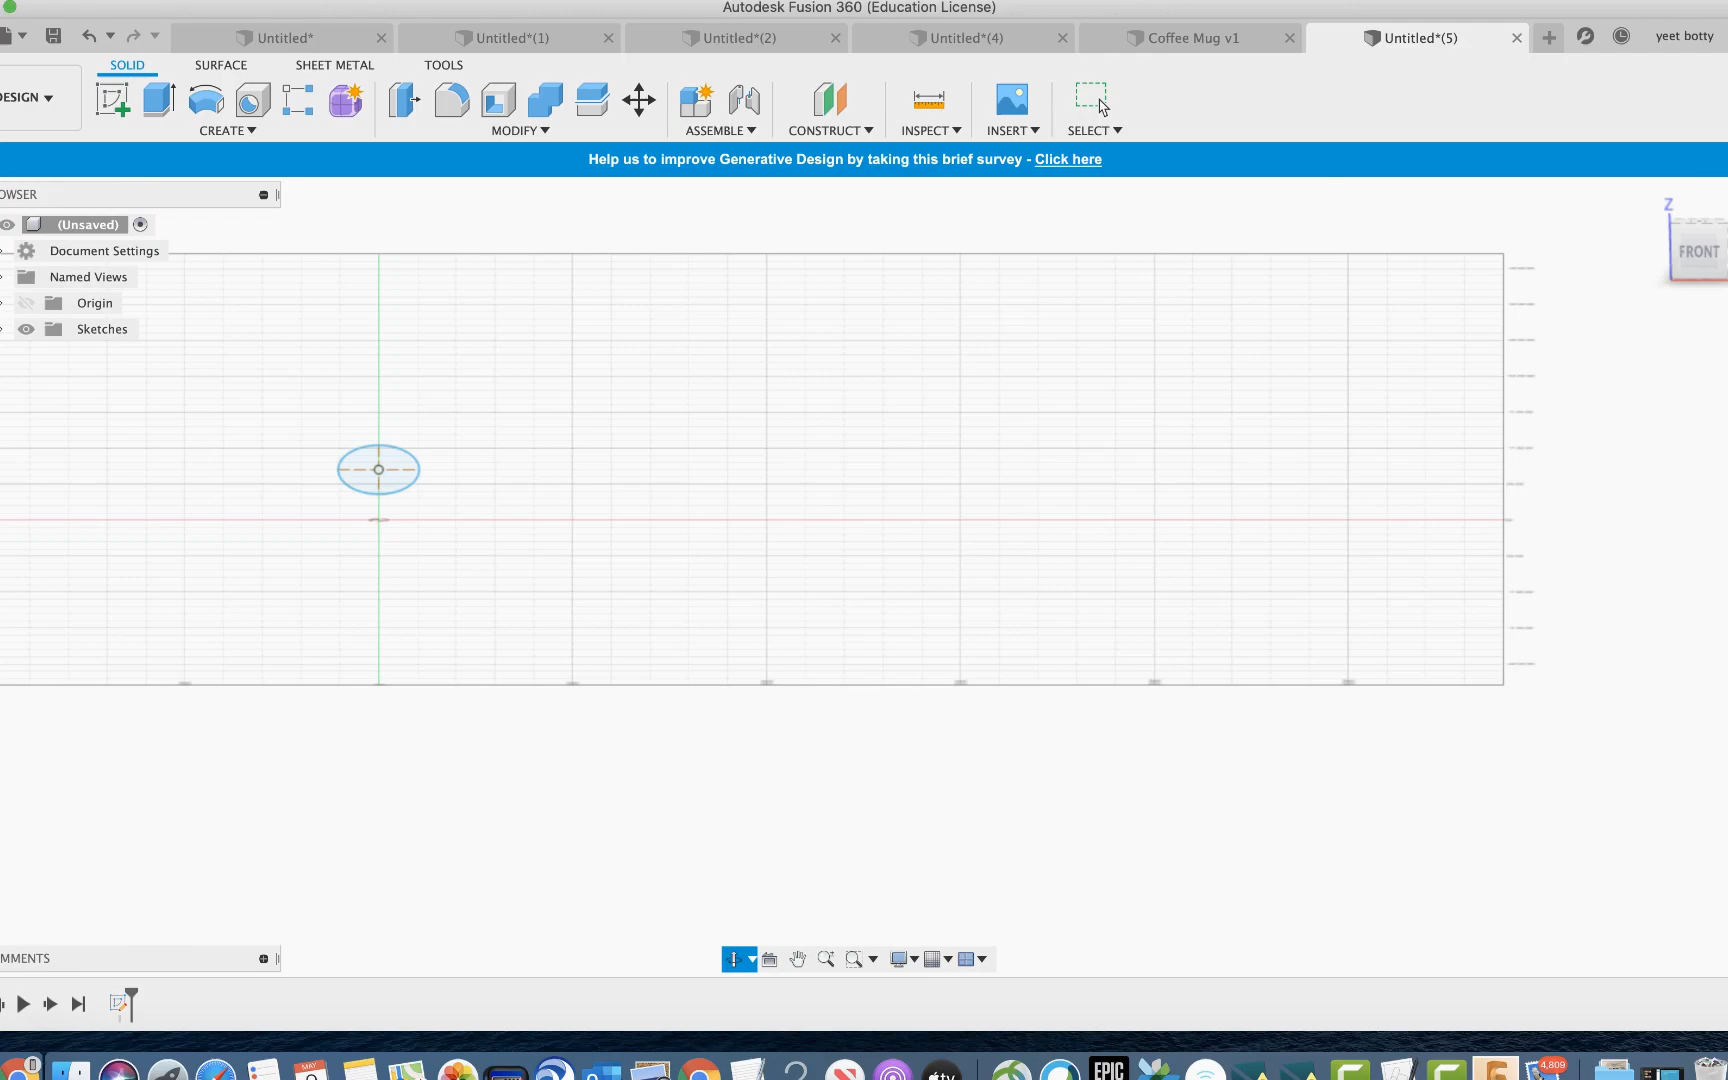 Autodesk Fusion 360 (Education License)
Untitled*
Untitled*(1)
Untitled*(2)
Untitled*(4)
Coffee Mug v1
Untitled*(5)
yeet botty
SOLID
SURFACE
SHEET METAL
TOOLS
ESIGN
CREATE
MODIFY
ASSEMBLE
CONSTRUCT
INSPECT
INSERT
SELECT
Help us to improve Generative Design by taking this brief survey - Click here
OWSER
(Unsaved)
Document Settings
Named Views
Origin
Sketches
Z
FRONT
MMENTS
MAY
tv
EPIC
4,809